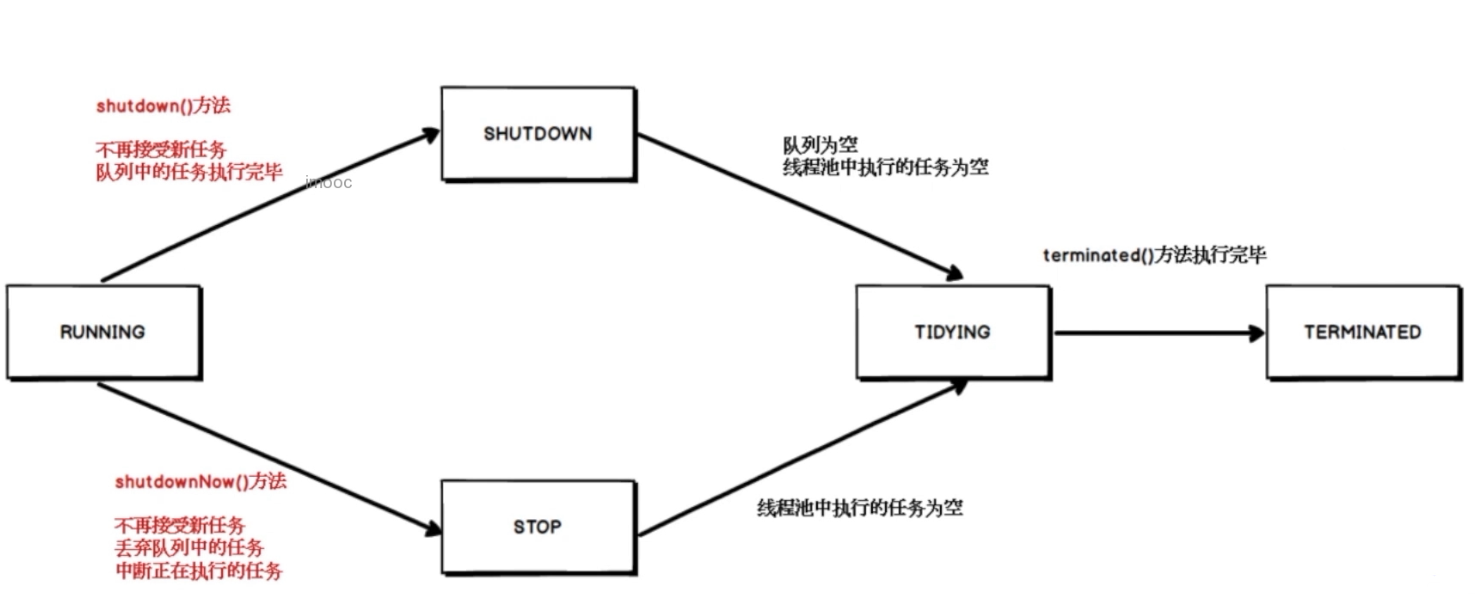 shutdown()方法
不再接受新任务
队列中的任务执行完毕
imooc
SHUTDOWN
队列为空
线程池中执行的任务为空
terminated()方法执行完毕
RUNNING
TIDYING
TERMINATED
shutdownNow()方法
不再接受新任务
丢弃队列中的任务
中断正在执行的任务
STOP
线程池中执行的任务为空